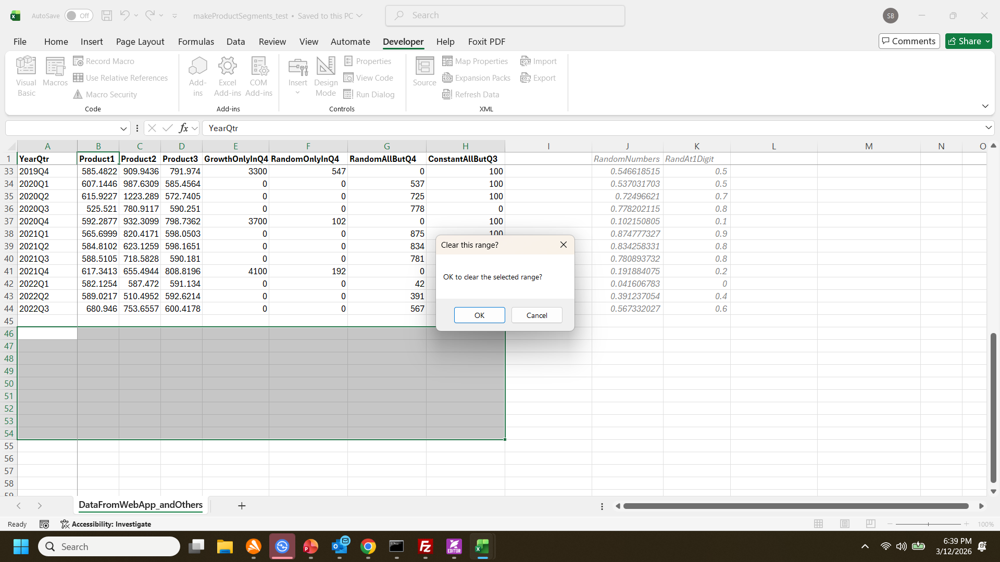 AutoSave Off makeProductSegments_test • Saved to this PC Search SB
File Home Insert Page Layout Formulas Data Review View Automate Developer Help Foxit PDF Comments Share
Visual Basic
Macros
Record Macro
Use Relative References
Macro Security
Code
Add-ins
Excel Add-ins
COM Add-ins
Add-ins
Insert
Design Mode
Properties
View Code
Run Dialog
Controls
Source
Map Properties
Expansion Packs
Refresh Data
Import
Export
XML
fx YearQtr
A B C D E F G H I J K L M N O
1 YearQtr Product1 Product2 Product3 GrowthOnlyInQ4 RandomOnlyInQ4 RandomAllButQ4 ConstantAllButQ3 RandomNumbers RandAt1Digit
33 2019Q4 585.4822 909.9436 791.974 3300 547 0 100 0.546618515 0.5
34 2020Q1 607.1446 987.6309 585.4564 0 0 537 100 0.537031703 0.5
35 2020Q2 615.9227 1223.289 572.7405 0 0 725 100 0.72496621 0.7
36 2020Q3 525.521 780.9117 590.251 0 0 778 0 0.778202115 0.8
37 2020Q4 592.2877 932.3099 798.7362 3700 102 0 100 0.102150805 0.1
38 2021Q1 565.6999 820.4171 598.0503 0 0 875 100 0.874777327 0.9
39 2021Q2 584.8102 623.1259 598.1651 0 0 834 0.834258331 0.8
40 2021Q3 588.5105 718.5828 590.181 0 0 781 0.780893732 0.8
41 2021Q4 617.3413 655.4944 808.8196 4100 192 0 0.191884075 0.2
42 2022Q1 582.1254 587.472 591.134 0 0 42 0.041606783 0
43 2022Q2 589.0217 510.4952 592.6214 0 0 391 0.391237054 0.4
44 2022Q3 680.946 753.6557 600.4178 0 0 567 0.567332027 0.6
45
46
47
48
49
50
51
52
53
54
55
56
57
58
59
Clear this range?
OK to clear the selected range?
OK Cancel
DataFromWebApp_andOthers
Ready Accessibility: Investigate 100%
Search
EDITOR
6:39 PM
3/12/2026